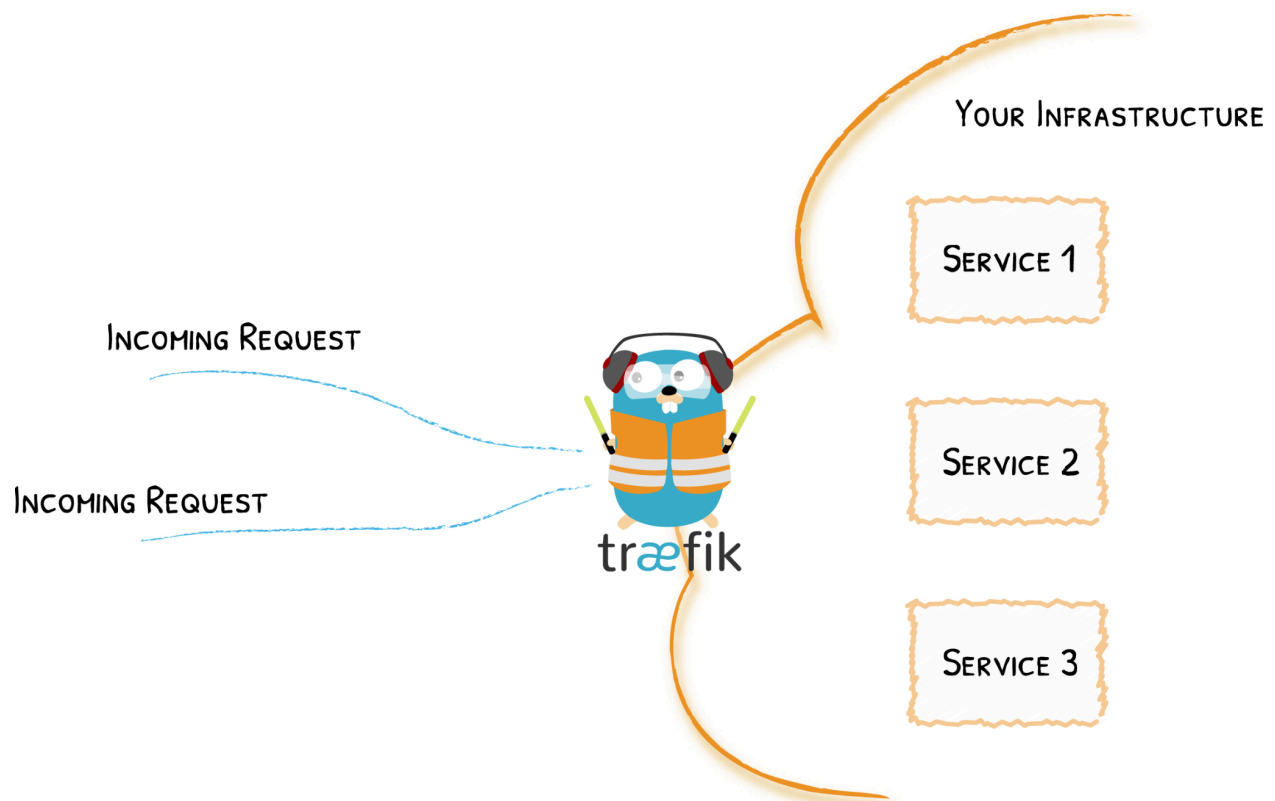 Your Infrastructure
Service 1
Incoming Request
Service 2
Incoming Request
træfik
Service 3